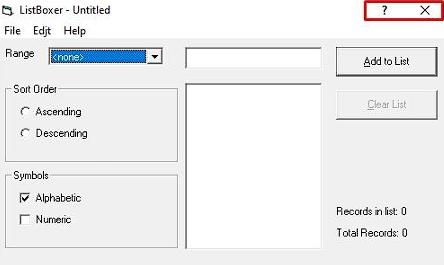 ListBoxer - Untitled ? ×
File Edjt Help
Range <none> Add to List
Sort Order
Clear List
Ascending
Descending
Symbols
Alphabetic
Records in list: 0
Numeric
Total Records: 0